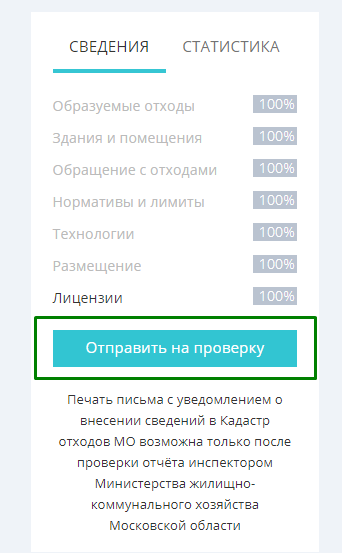 СВЕДЕНИЯ СТАТИСТИКА
Образуемые отходы 100%
Здания и помещения 100%
Обращение с отходами 100%
Нормативы и лимиты 100%
Технологии 100%
Размещение 100%
Лицензии 100%
Отправить на проверку
Печать письма с уведомлением о
внесении сведений в Кадастр
отходов МО возможна только после
проверки отчёта инспектором
Министерства жилищно-
коммунального хозяйства
Московской области